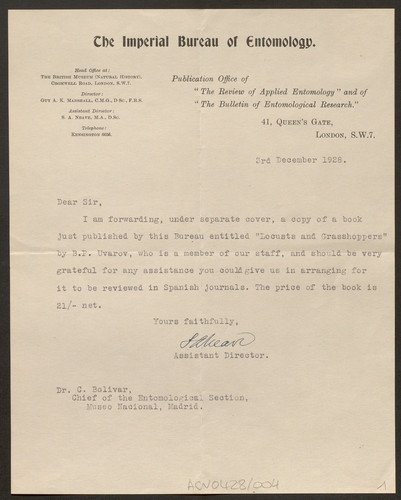 The Imperial Bureau of Entomology.
Head Office at:
THE BRITISH MUSEUM (NATURAL HISTORY),
CROMWELL ROAD, LONDON, S.W.7.
Director:
GUY A. K. MARSHALL, C.M.G., D.Sc., F.R.S.
Assistant Director:
S. A. NEAVE, M.A., D.Sc.
Telephone:
KENSINGTON
Publication Office of
"The Review of Applied Entomology" and of
"The Bulletin of Entomological Research."
41, QUEEN'S GATE,
LONDON, S.W.7.
3rd December 1928.
Dear Sir,
I am forwarding, under separate cover, a copy of a book
just published by this Bureau entitled "Locusts and Grasshoppers"
by B.P. Uvarov, who is a member of our staff, and should be very
grateful for any assistance you could give us in arranging for
it to be reviewed in Spanish journals. The price of the book is
21/- net.
Yours faithfully,
SANeave
Assistant Director.
Dr. C. Bolivar,
Chief of the Entomological Section,
Museo Nacional, Madrid.
ACN0428/004
1